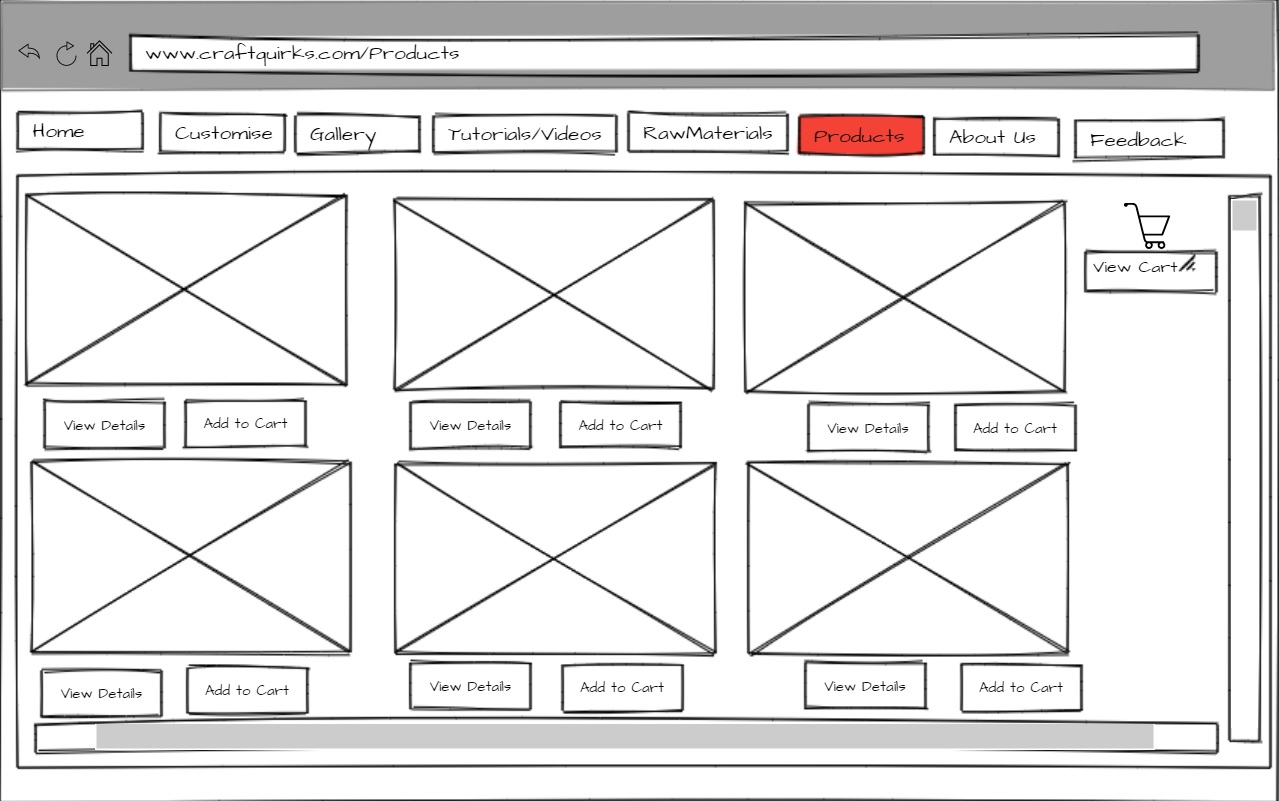 www.craftquirks.com/Products
Home
Customise
Gallery
Tutorials/Videos
RawMaterials
Products
About Us
Feedback
View Cart
View Details
Add to Cart
View Details
Add to Cart
View Details
Add to Cart
View Details
Add to Cart
View Details
Add to Cart
View Details
Add to Cart